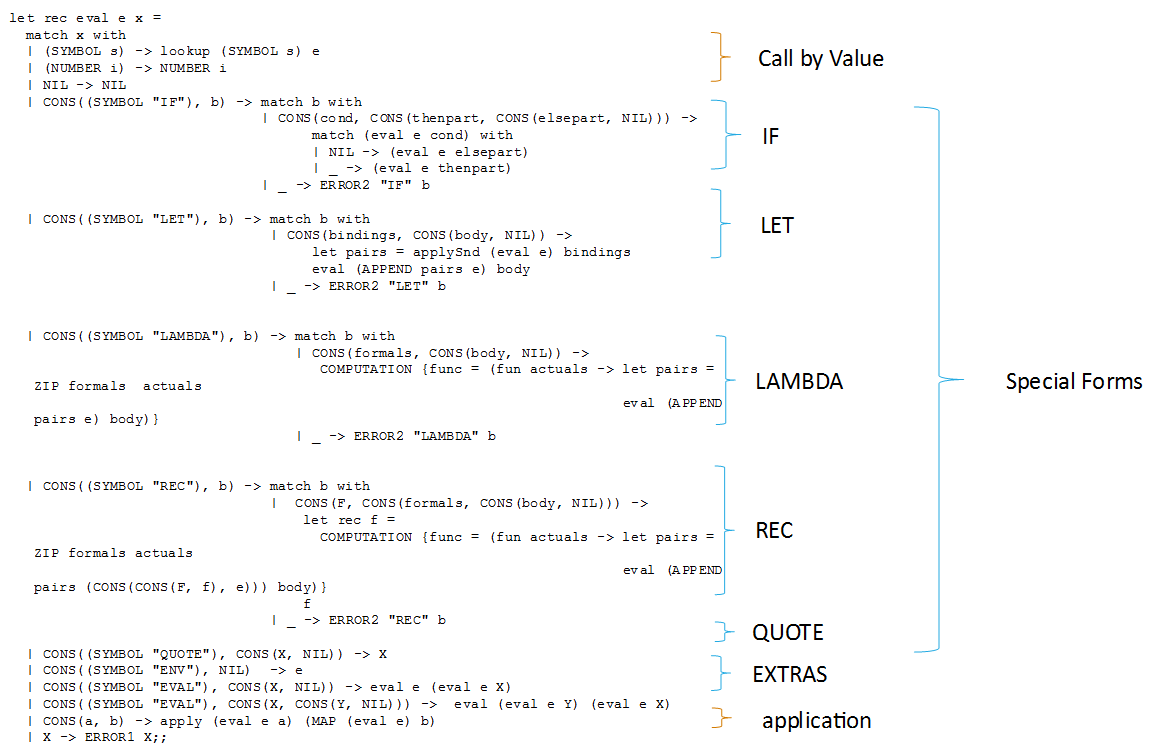 let rec eval e x =
match x with
| (SYMBOL s) -> lookup (SYMBOL s) e
| (NUMBER i) -> NUMBER i
| NIL -> NIL
Call by Value
| CONS((SYMBOL "IF"), b) -> match b with
| CONS(cond, CONS(thenpart, CONS(elsepart, NIL))) ->
match (eval e cond) with
| NIL -> (eval e elsepart)
| _ -> (eval e thenpart)
| _ -> ERROR2 "IF" b
IF
| CONS((SYMBOL "LET"), b) -> match b with
| CONS(bindings, CONS(body, NIL)) ->
let pairs = applySnd (eval e) bindings
eval (APPEND pairs e) body
| _ -> ERROR2 "LET" b
LET
| CONS((SYMBOL "LAMBDA"), b) -> match b with
| CONS(formals, CONS(body, NIL)) ->
COMPUTATION {func = (fun actuals -> let pairs =
ZIP formals  actuals
eval (APPEND
pairs e) body)}
| _ -> ERROR2 "LAMBDA" b
LAMBDA
Special Forms
| CONS((SYMBOL "REC"), b) -> match b with
|  CONS(F, CONS(formals, CONS(body, NIL))) ->
let rec f =
COMPUTATION {func = (fun actuals -> let pairs =
ZIP formals actuals
eval (APPEND
pairs (CONS(CONS(F, f), e))) body)}
f
| _ -> ERROR2 "REC" b
REC
QUOTE
| CONS((SYMBOL "QUOTE"), CONS(X, NIL)) -> X
| CONS((SYMBOL "ENV"), NIL)  -> e
| CONS((SYMBOL "EVAL"), CONS(X, NIL)) -> eval e (eval e X)
| CONS((SYMBOL "EVAL"), CONS(X, CONS(Y, NIL))) ->  eval (eval e Y) (eval e X)
EXTRAS
| CONS(a, b) -> apply (eval e a) (MAP (eval e) b)
| X -> ERROR1 X;;
application